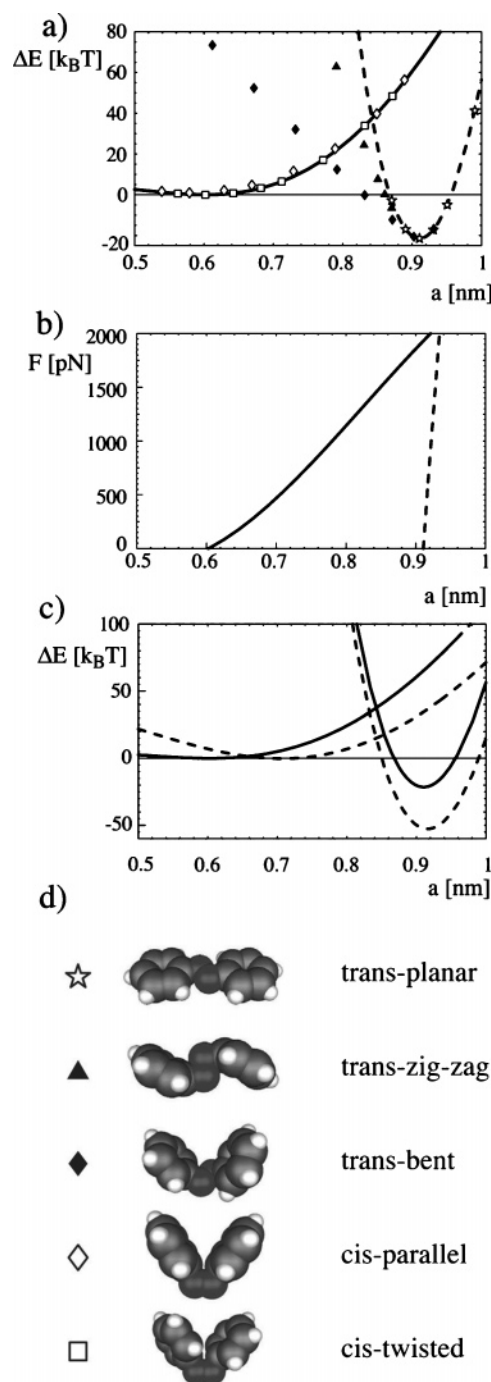 a)
ΔE [k_BT]
80
60
40
20
0
-20
0.5 0.6 0.7 0.8 0.9 1
a [nm]
b)
F [pN]
2000
1500
1000
500
0
0.5 0.6 0.7 0.8 0.9 1
a [nm]
c)
ΔE [k_BT]
100
50
0
-50
0.5 0.6 0.7 0.8 0.9 1
a [nm]
d)
trans-planar
trans-zig-zag
trans-bent
cis-parallel
cis-twisted